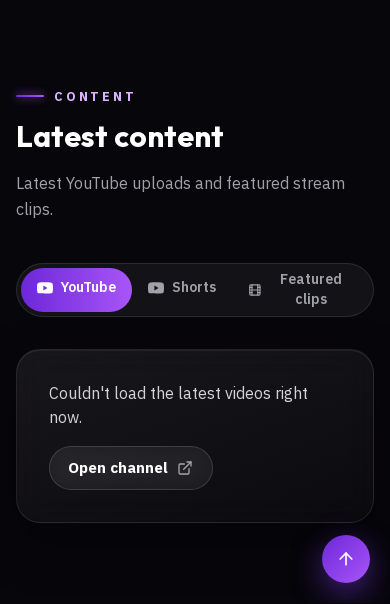 CONTENT
Latest content
Latest YouTube uploads and featured stream
clips.
YouTube
Shorts
Featured
clips
Couldn't load the latest videos right
now.
Open channel